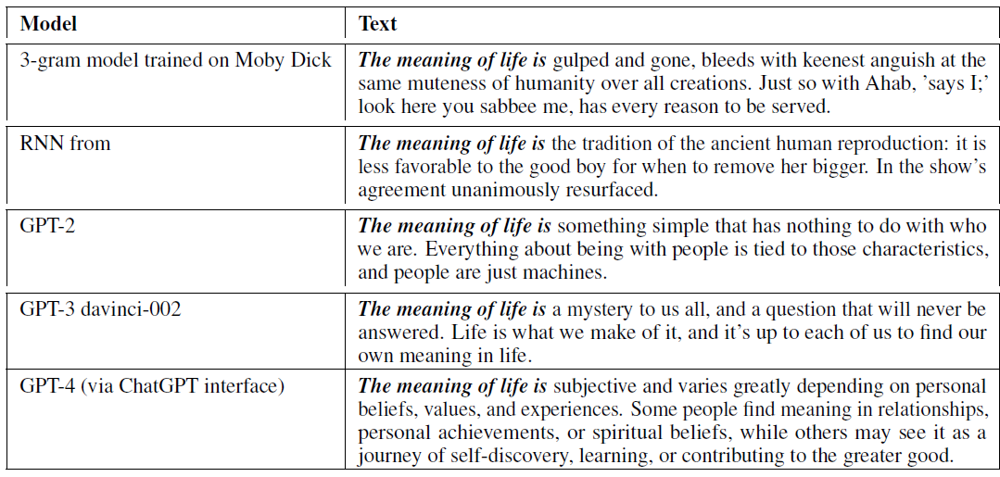 Model Text
3-gram model trained on Moby Dick The meaning of life is gulped and gone, bleeds with keenest anguish at the
same muteness of humanity over all creations. Just so with Ahab, ’says I;’
look here you sabbee me, has every reason to be served.
RNN from The meaning of life is the tradition of the ancient human reproduction: it is
less favorable to the good boy for when to remove her bigger. In the show’s
agreement unanimously resurfaced.
GPT-2 The meaning of life is something simple that has nothing to do with who
we are. Everything about being with people is tied to those characteristics,
and people are just machines.
GPT-3 davinci-002 The meaning of life is a mystery to us all, and a question that will never be
answered. Life is what we make of it, and it’s up to each of us to find our
own meaning in life.
GPT-4 (via ChatGPT interface) The meaning of life is subjective and varies greatly depending on personal
beliefs, values, and experiences. Some people find meaning in relationships,
personal achievements, or spiritual beliefs, while others may see it as a
journey of self-discovery, learning, or contributing to the greater good.